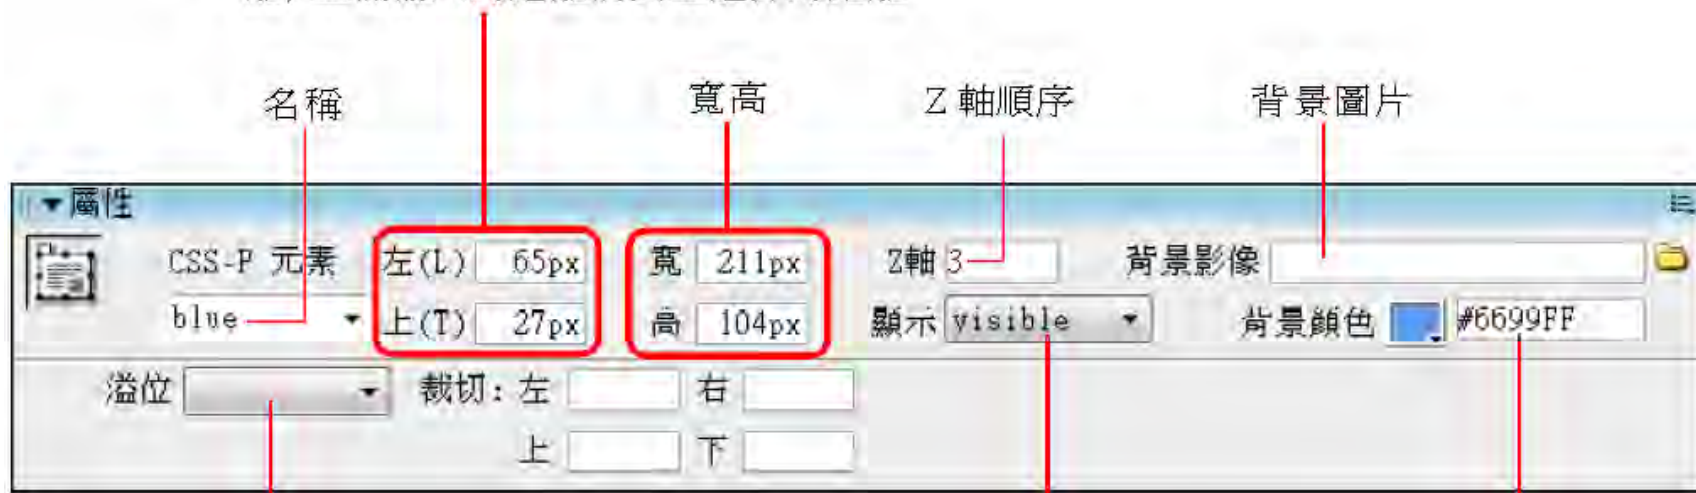 名稱 寬高 Z 軸順序 背景圖片
▼屬性
CSS-P 元素 左(L) 65px 寬 211px Z軸 3 背景影像
blue 上(T) 27px 高 104px 顯示 visible 背景顏色 #6699FF
溢位 裁切: 左 右
上 下